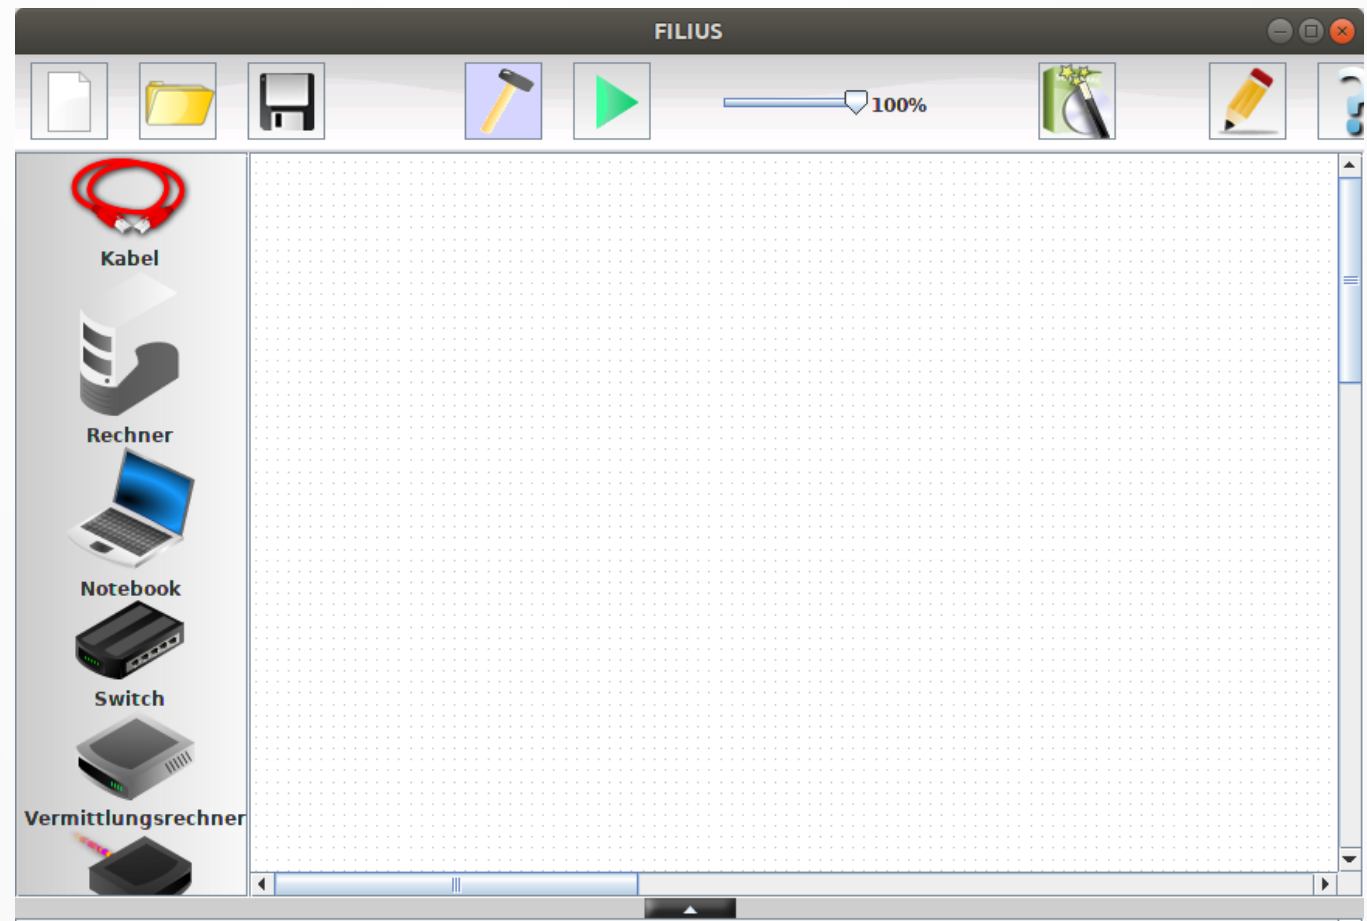 FILIUS
100%
Kabel
Rechner
Notebook
Switch
Vermittlungsrechner